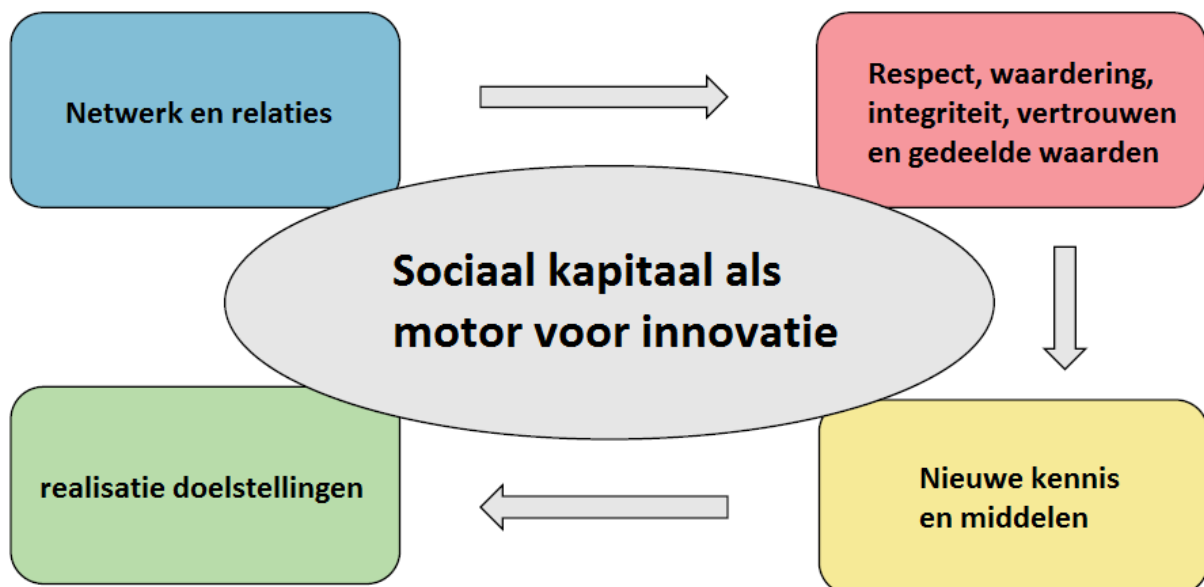 Netwerk en relaties
Respect, waardering,
integriteit, vertrouwen
en gedeelde waarden
Sociaal kapitaal als
motor voor innovatie
realisatie doelstellingen
Nieuwe kennis
en middelen